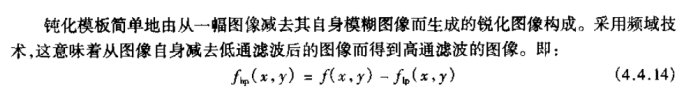 钝化模板简单地由从一幅图像减去其自身模糊图像而生成的锐化图像构成。采用频域技
术,这意味着从图像自身减去低通滤波后的图像而得到高通滤波的图像。即:
f_hp(x, y) = f(x, y) - f_lp(x, y) (4.4.14)